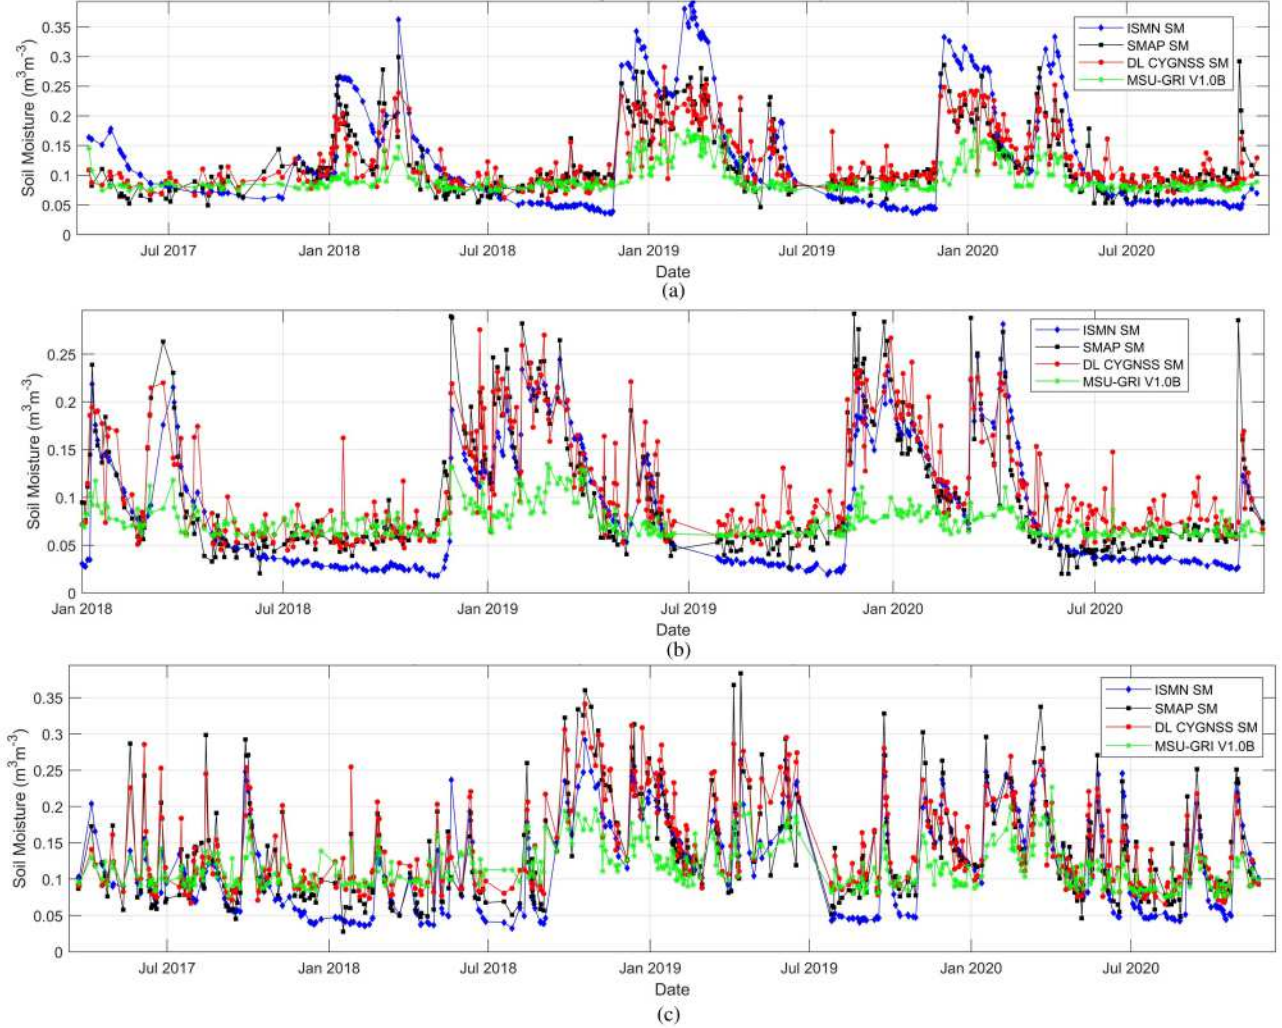 0.35
0.3
0.25
0.2
0.15
0.1
0.05
0
Soil Moisture (m³m⁻³)
ISMN SM
SMAP SM
DL CYGNSS SM
MSU-GRI V1.0B
Jul 2017 Jan 2018 Jul 2018 Jan 2019 Jul 2019 Jan 2020 Jul 2020
Date
(a)
0.25
0.2
0.15
0.1
0.05
0
Soil Moisture (m³m⁻³)
ISMN SM
SMAP SM
DL CYGNSS SM
MSU-GRI V1.0B
Jan 2018 Jul 2018 Jan 2019 Jul 2019 Jan 2020 Jul 2020
Date
(b)
0.35
0.3
0.25
0.2
0.15
0.1
0.05
0
Soil Moisture (m³m⁻³)
ISMN SM
SMAP SM
DL CYGNSS SM
MSU-GRI V1.0B
Jul 2017 Jan 2018 Jul 2018 Jan 2019 Jul 2019 Jan 2020 Jul 2020
Date
(c)